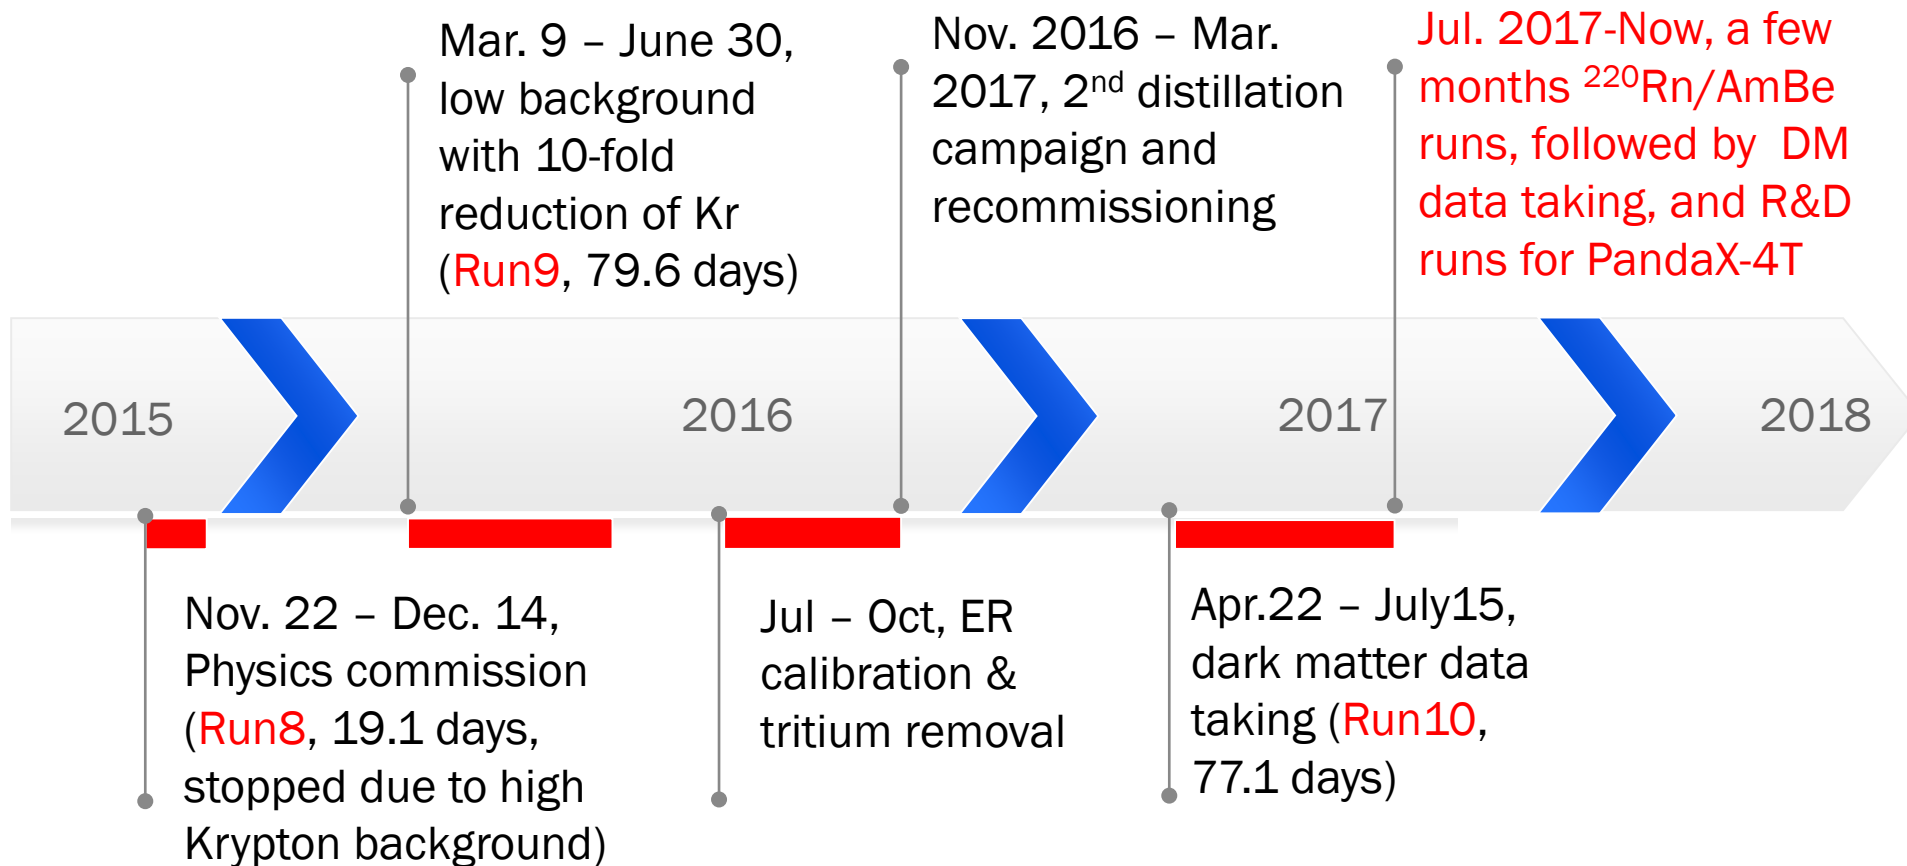 Mar. 9 – June 30,
low background
with 10-fold
reduction of Kr
(Run9, 79.6 days)
Nov. 2016 – Mar.
2017, 2nd distillation
campaign and
recommissioning
Jul. 2017-Now, a few
months 220Rn/AmBe
runs, followed by DM
data taking, and R&D
runs for PandaX-4T
2015
2016
2017
2018
Nov. 22 – Dec. 14,
Physics commission
(Run8, 19.1 days,
stopped due to high
Krypton background)
Jul – Oct, ER
calibration &
tritium removal
Apr.22 – July15,
dark matter data
taking (Run10,
77.1 days)